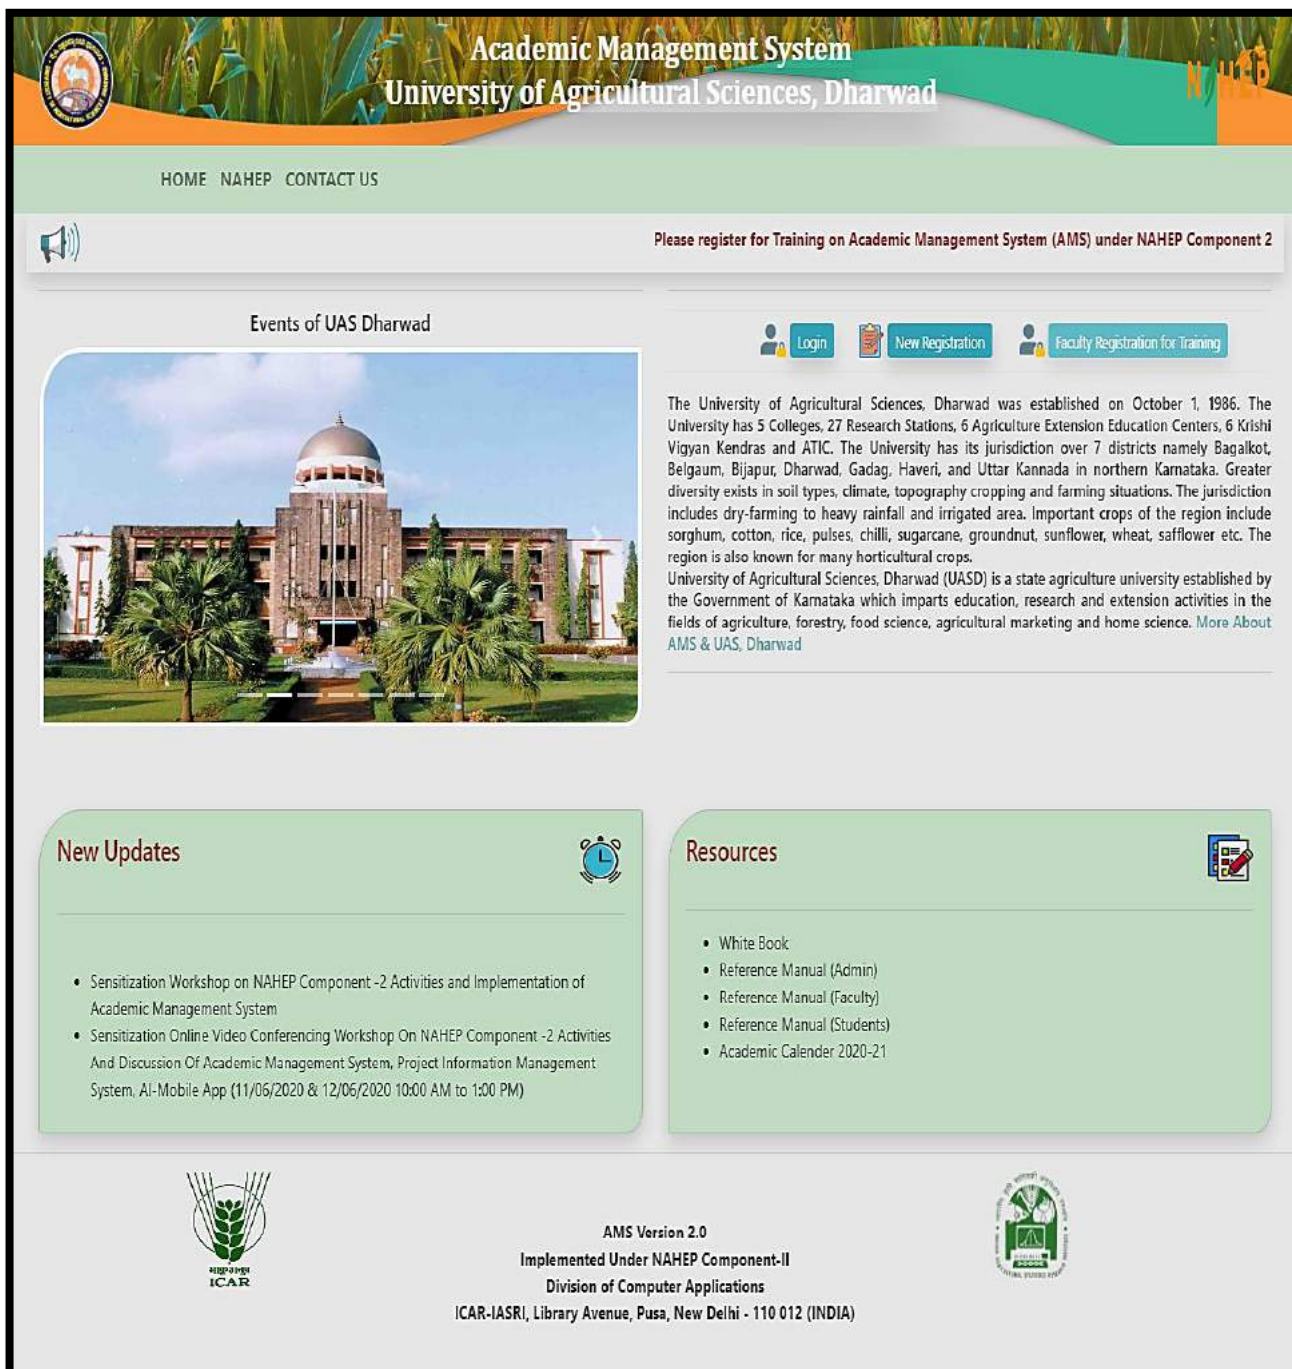 Academic Management System
University of Agricultural Sciences, Dharwad
NAHEP
HOME NAHEP CONTACT US
Please register for Training on Academic Management System (AMS) under NAHEP Component 2
Events of UAS Dharwad
Login
New Registration
Faculty Registration for Training
The University of Agricultural Sciences, Dharwad was established on October 1, 1986. The
University has 5 Colleges, 27 Research Stations, 6 Agriculture Extension Education Centers, 6 Krishi
Vigyan Kendras and ATIC. The University has its jurisdiction over 7 districts namely Bagalkot,
Belgaum, Bijapur, Dharwad, Gadag, Haveri, and Uttar Kannada in northern Karnataka. Greater
diversity exists in soil types, climate, topography cropping and farming situations. The jurisdiction
includes dry-farming to heavy rainfall and irrigated area. Important crops of the region include
sorghum, cotton, rice, pulses, chilli, sugarcane, groundnut, sunflower, wheat, safflower etc. The
region is also known for many horticultural crops.
University of Agricultural Sciences, Dharwad (UASD) is a state agriculture university established by
the Government of Karnataka which imparts education, research and extension activities in the
fields of agriculture, forestry, food science, agricultural marketing and home science. More About
AMS & UAS, Dharwad
New Updates
• Sensitization Workshop on NAHEP Component -2 Activities and Implementation of
Academic Management System
• Sensitization Online Video Conferencing Workshop On NAHEP Component -2 Activities
And Discussion Of Academic Management System, Project Information Management
System, AI-Mobile App (11/06/2020 & 12/06/2020 10:00 AM to 1:00 PM)
Resources
• White Book
• Reference Manual (Admin)
• Reference Manual (Faculty)
• Reference Manual (Students)
• Academic Calender 2020-21
ICAR
AMS Version 2.0
Implemented Under NAHEP Component-II
Division of Computer Applications
ICAR-IASRI, Library Avenue, Pusa, New Delhi - 110 012 (INDIA)